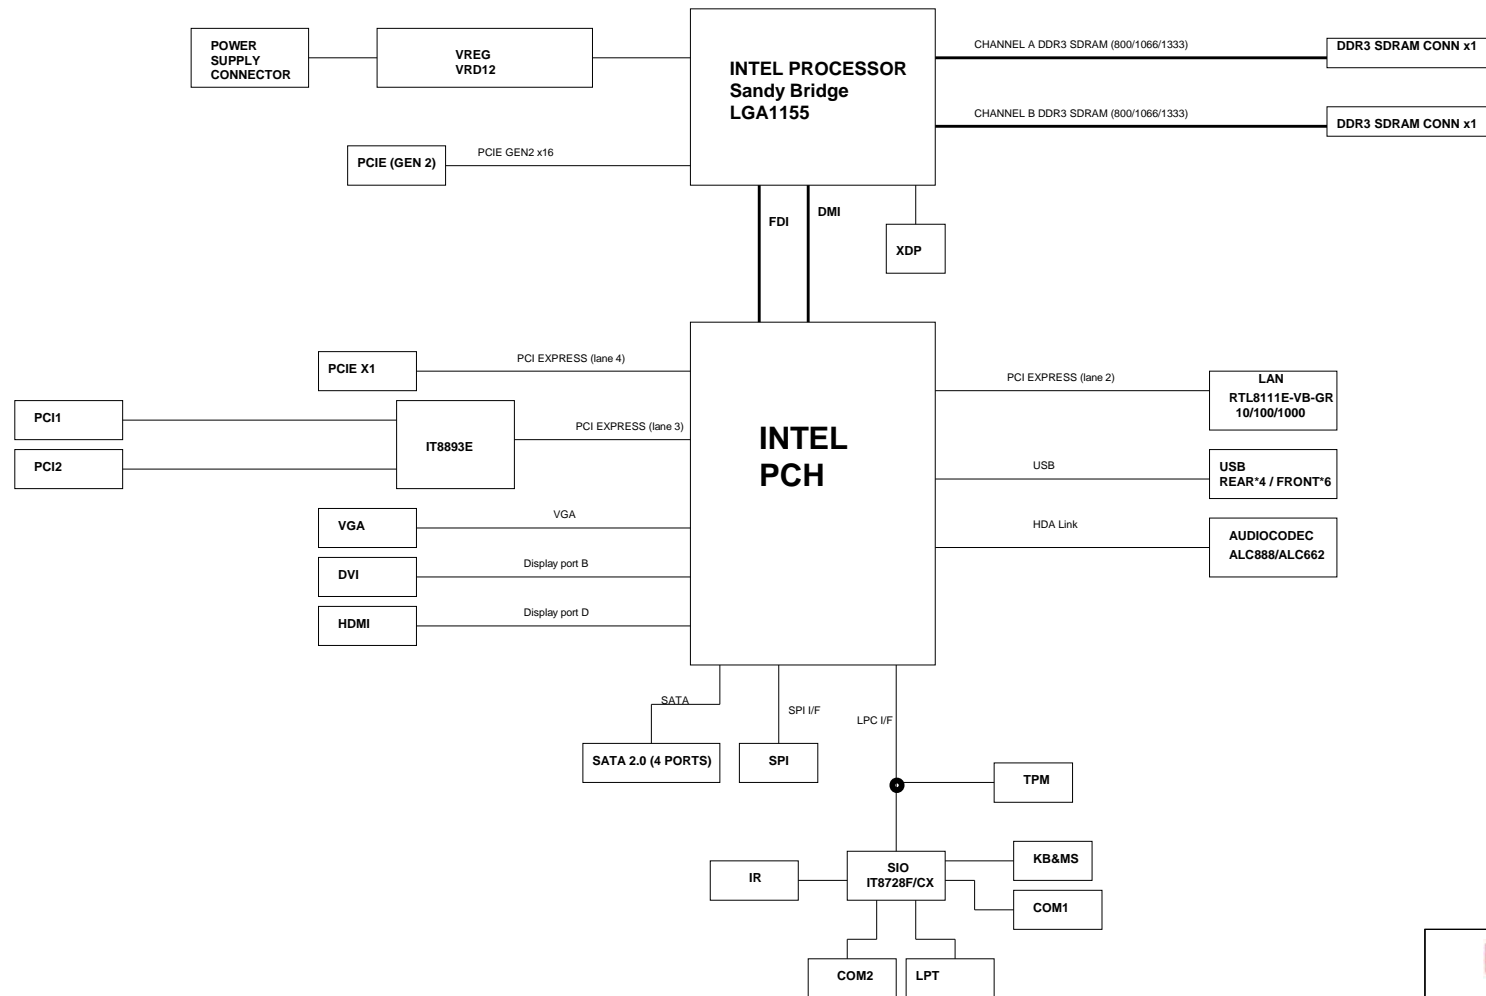 POWER
SUPPLY
CONNECTOR
VREG
VRD12
INTEL PROCESSOR
Sandy Bridge
LGA1155
CHANNEL A DDR3 SDRAM (800/1066/1333)
DDR3 SDRAM CONN x1
CHANNEL B DDR3 SDRAM (800/1066/1333)
DDR3 SDRAM CONN x1
PCIE (GEN 2)
PCIE GEN2 x16
FDI
DMI
XDP
PCIE X1
PCI EXPRESS (lane 4)
PCI1
PCI2
IT8893E
PCI EXPRESS (lane 3)
INTEL
PCH
PCI EXPRESS (lane 2)
LAN
RTL8111E-VB-GR
10/100/1000
USB
USB
REAR*4 / FRONT*6
HDA Link
AUDIOCODEC
ALC888/ALC662
VGA
VGA
DVI
Display port B
HDMI
Display port D
SATA
SPI I/F
LPC I/F
SATA 2.0 (4 PORTS)
SPI
TPM
IR
SIO
IT8728F/CX
KB&MS
COM1
COM2
LPT